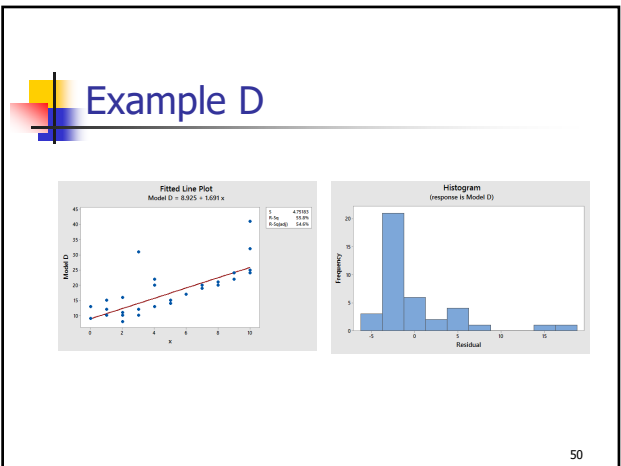 Example D
Fitted Line Plot
Model D = 8.925 + 1.691 x
S 4.75183
R-Sq 55.8%
R-Sq(adj) 54.6%
45
40
35
30
25
20
15
10
Model D
0 2 4 6 8 10
x
Histogram
(response is Model D)
20
15
10
5
0
Frequency
-5 0 5 10 15
Residual
50